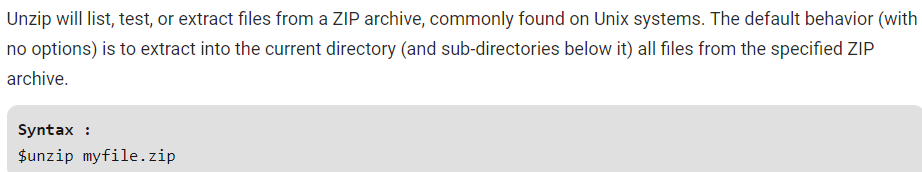 Unzip will list, test, or extract files from a ZIP archive, commonly found on Unix systems. The default behavior (with
no options) is to extract into the current directory (and sub-directories below it) all files from the specified ZIP
archive.
Syntax :
$unzip myfile.zip